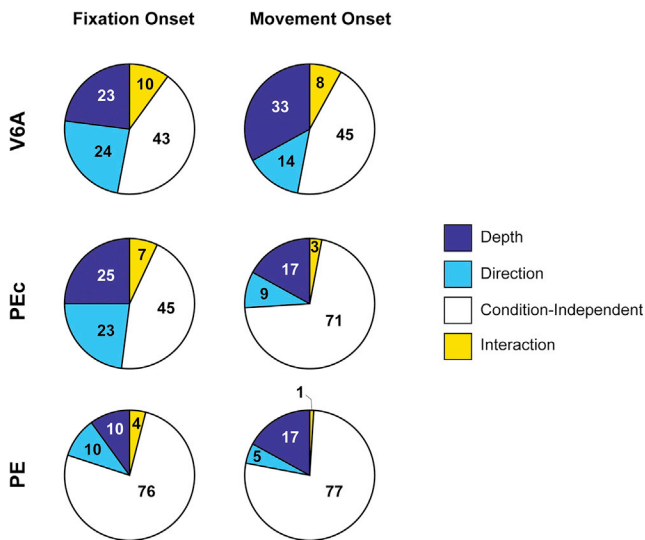 Fixation Onset
Movement Onset
V6A
23
10
24
43
33
8
14
45
PEc
25
7
23
45
17
3
9
71
Depth
Direction
Condition-Independent
Interaction
PE
10
4
10
76
1
17
5
77